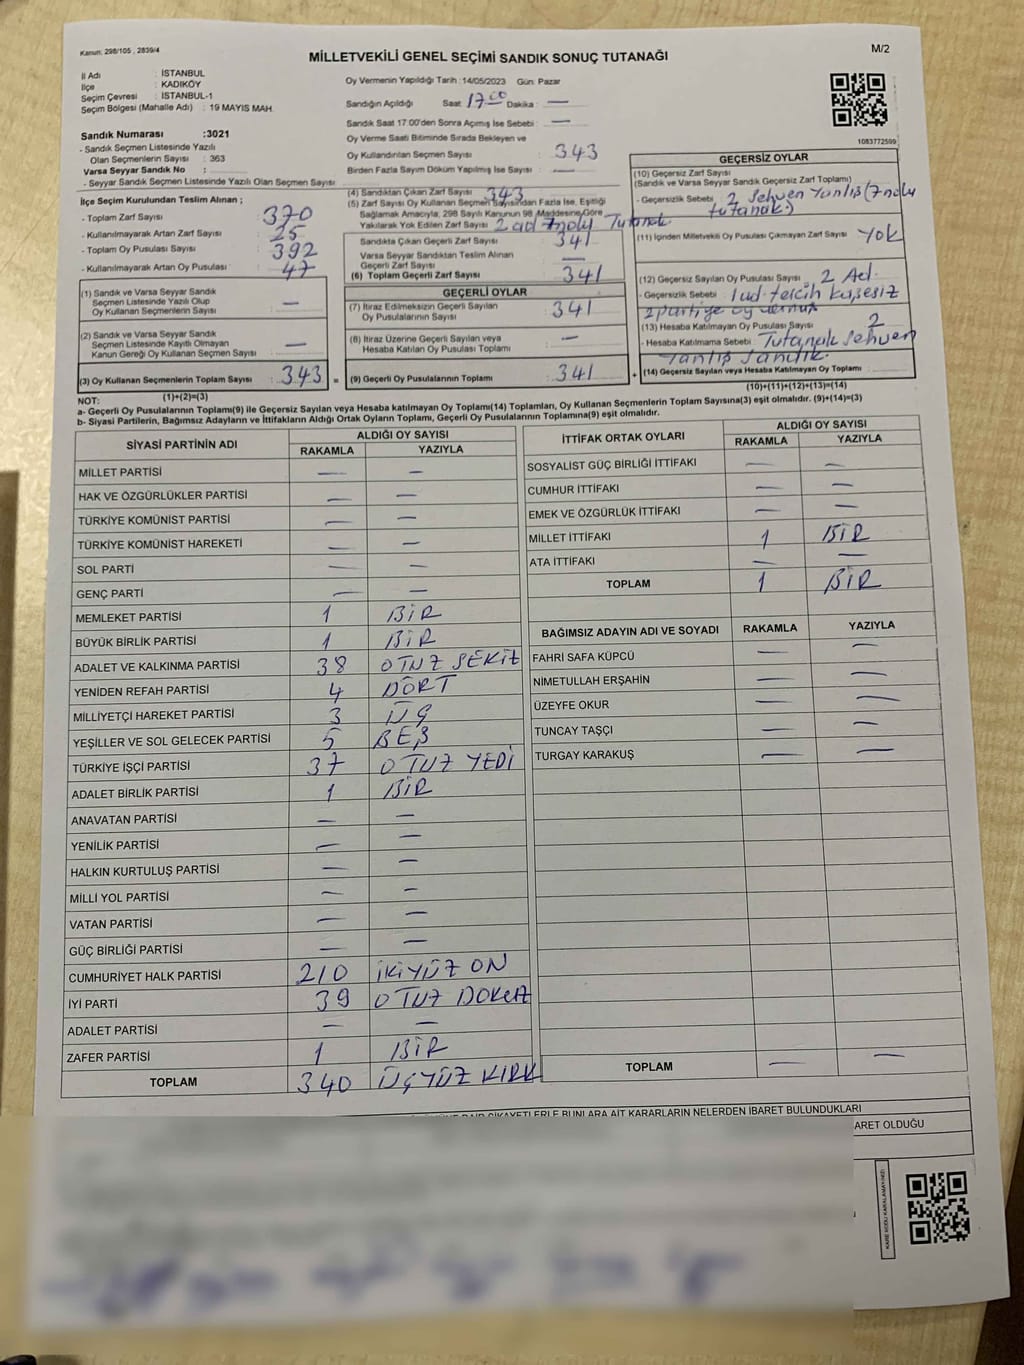 Kanun: 298/105 , 2839/4
MİLLETVEKİLİ GENEL SEÇİMİ SANDIK SONUÇ TUTANAĞI
M/2
İl Adı : İSTANBUL
İlçe : KADIKÖY
Seçim Çevresi : İSTANBUL-1
Seçim Bölgesi (Mahalle Adı) : 19 MAYIS MAH.
Sandık Numarası :3021
- Sandık Seçmen Listesinde Yazılı
Olan Seçmenlerin Sayısı : 363
Varsa Seyyar Sandık No :
- Seyyar Sandık Seçmen Listesinde Yazılı Olan Seçmen Sayısı
Oy Vermenin Yapıldığı Tarih :14/05/2023 Gün: Pazar
Sandığın Açıldığı Saat 17:00 Dakika : —
Sandık Saat 17:00'den Sonra Açımış İse Sebebi : —
Oy Verme Saati Bitiminde Sırada Bekleyen ve
Oy Kullandırılan Seçmen Sayısı : 343
Birden Fazla Sayım Döküm Yapılmış İse Sayısı : —
1083772599
İlçe Seçim Kurulundan Teslim Alınan ;
- Toplam Zarf Sayısı : 370
- Kullanılmayarak Artan Zarf Sayısı : 25
- Toplam Oy Pusulası Sayısı : 392
- Kullanılmayarak Artan Oy Pusulası : 47
(1) Sandık ve Varsa Seyyar Sandık
Seçmen Listesinde Yazılı Olup
Oy Kullanan Seçmenlerin Sayısı : —
(2) Sandık ve Varsa Seyyar Sandık
Seçmen Listesinde Kayıtlı Olmayan
Kanun Gereği Oy Kullanan Seçmen Sayısı : —
(3) Oy Kullanan Seçmenlerin Toplam Sayısı : 343 =
(1)+(2)=(3)
(4) Sandıktan Çıkan Zarf Sayısı : 343
(5) Zarf Sayısı Oy Kullanan Seçmen Sayısından Fazla İse, Eşitliği
Sağlamak Amacıyla, 298 Sayılı Kanunun 98. Maddesine Göre
Yakılarak Yok Edilen Zarf Sayısı : 2 ad 7nolu Tutanak
Sandıkta Çıkan Geçerli Zarf Sayısı 341
Varsa Seyyar Sandıktan Teslim Alınan
Geçerli Zarf Sayısı : —
(6) Toplam Geçerli Zarf Sayısı : 341
GEÇERLİ OYLAR
(7) İtiraz Edilmeksizin Geçerli Sayılan
Oy Pusulalarının Sayısı : 341
(8) İtiraz Üzerine Geçerli Sayılan veya
Hesaba Katılan Oy Pusulası Toplamı : —
(9) Geçerli Oy Pusulalarının Toplamı : 341 +
GEÇERSİZ OYLAR
(10) Geçersiz Zarf Sayısı
(Sandık ve Varsa Seyyar Sandık Geçersiz Zarf Toplamı)
- Geçersizlik Sebebi : 2 Sehven Yanlış (7nolu
tutanak)
(11) İçinden Milletvekili Oy Pusulası Çıkmayan Zarf Sayısı : Yok
(12) Geçersiz Sayılan Oy Pusulası Sayısı : 2 Ad.
- Geçersizlik Sebebi : 1ad. tercih kaşesiz
2 partiye oy vermiş
(13) Hesaba Katılmayan Oy Pusulası Sayısı : 2
- Hesaba Katılmama Sebebi : Tutanak Sehven
Yanlış Sandık.
(14) Geçersiz Sayılan veya Hesaba Katılmayan Oy Toplamı :
(10)+(11)+(12)+(13)=(14)
NOT:
a- Geçerli Oy Pusulalarının Toplamı(9) ile Geçersiz Sayılan veya Hesaba katılmayan Oy Toplamı(14) Toplamları, Oy Kullanan Seçmenlerin Toplam Sayısına(3) eşit olmalıdır. (9)+(14)=(3)
b- Siyasi Partilerin, Bağımsız Adayların ve İttifakların Aldığı Ortak Oyların Toplamı, Geçerli Oy Pusulalarının Toplamına(9) eşit olmalıdır.
SİYASİ PARTİNİN ADI ALDIĞI OY SAYISI
RAKAMLA YAZIYLA
MİLLET PARTİSİ — —
HAK VE ÖZGÜRLÜKLER PARTİSİ — —
TÜRKİYE KOMÜNİST PARTİSİ — —
TÜRKİYE KOMÜNİST HAREKETİ — —
SOL PARTİ — —
GENÇ PARTİ — —
MEMLEKET PARTİSİ 1 BİR
BÜYÜK BİRLİK PARTİSİ 1 BİR
ADALET VE KALKINMA PARTİSİ 38 OTUZ SEKİZ
YENİDEN REFAH PARTİSİ 4 DÖRT
MİLLİYETÇİ HAREKET PARTİSİ 3 ÜÇ
YEŞİLLER VE SOL GELECEK PARTİSİ 5 BEŞ
TÜRKİYE İŞÇİ PARTİSİ 37 OTUZ YEDİ
ADALET BİRLİK PARTİSİ 1 BİR
ANAVATAN PARTİSİ — —
YENİLİK PARTİSİ — —
HALKIN KURTULUŞ PARTİSİ — —
MİLLİ YOL PARTİSİ — —
VATAN PARTİSİ — —
GÜÇ BİRLİĞİ PARTİSİ — —
CUMHURİYET HALK PARTİSİ 210 İKİYÜZ ON
İYİ PARTİ 39 OTUZ DOKUZ
ADALET PARTİSİ — —
ZAFER PARTİSİ 1 BİR
TOPLAM 340 ÜÇYÜZ KIRK
İTTİFAK ORTAK OYLARI ALDIĞI OY SAYISI
RAKAMLA YAZIYLA
SOSYALİST GÜÇ BİRLİĞİ İTTİFAKI — —
CUMHUR İTTİFAKI — —
EMEK VE ÖZGÜRLÜK İTTİFAKI — —
MİLLET İTTİFAKI 1 BİR
ATA İTTİFAKI — —
TOPLAM 1 BİR
BAĞIMSIZ ADAYIN ADI VE SOYADI RAKAMLA YAZIYLA
FAHRİ SAFA KÜPCÜ — —
NİMETULLAH ERŞAHİN — —
ÜZEYFE OKUR — —
TUNCAY TAŞÇI — —
TURGAY KARAKUŞ — —
TOPLAM — —
ŞİKAYETLERLE BUNLARA AİT KARARLARIN NELERDEN İBARET BULUNDUKLARI
ARET OLDUĞU
KARE KODU KARALAMAYINIZ!